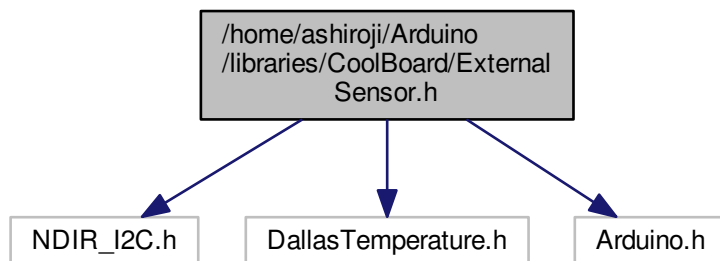 /home/ashiroji/Arduino
/libraries/CoolBoard/External
Sensor.h
NDIR_I2C.h
DallasTemperature.h
Arduino.h